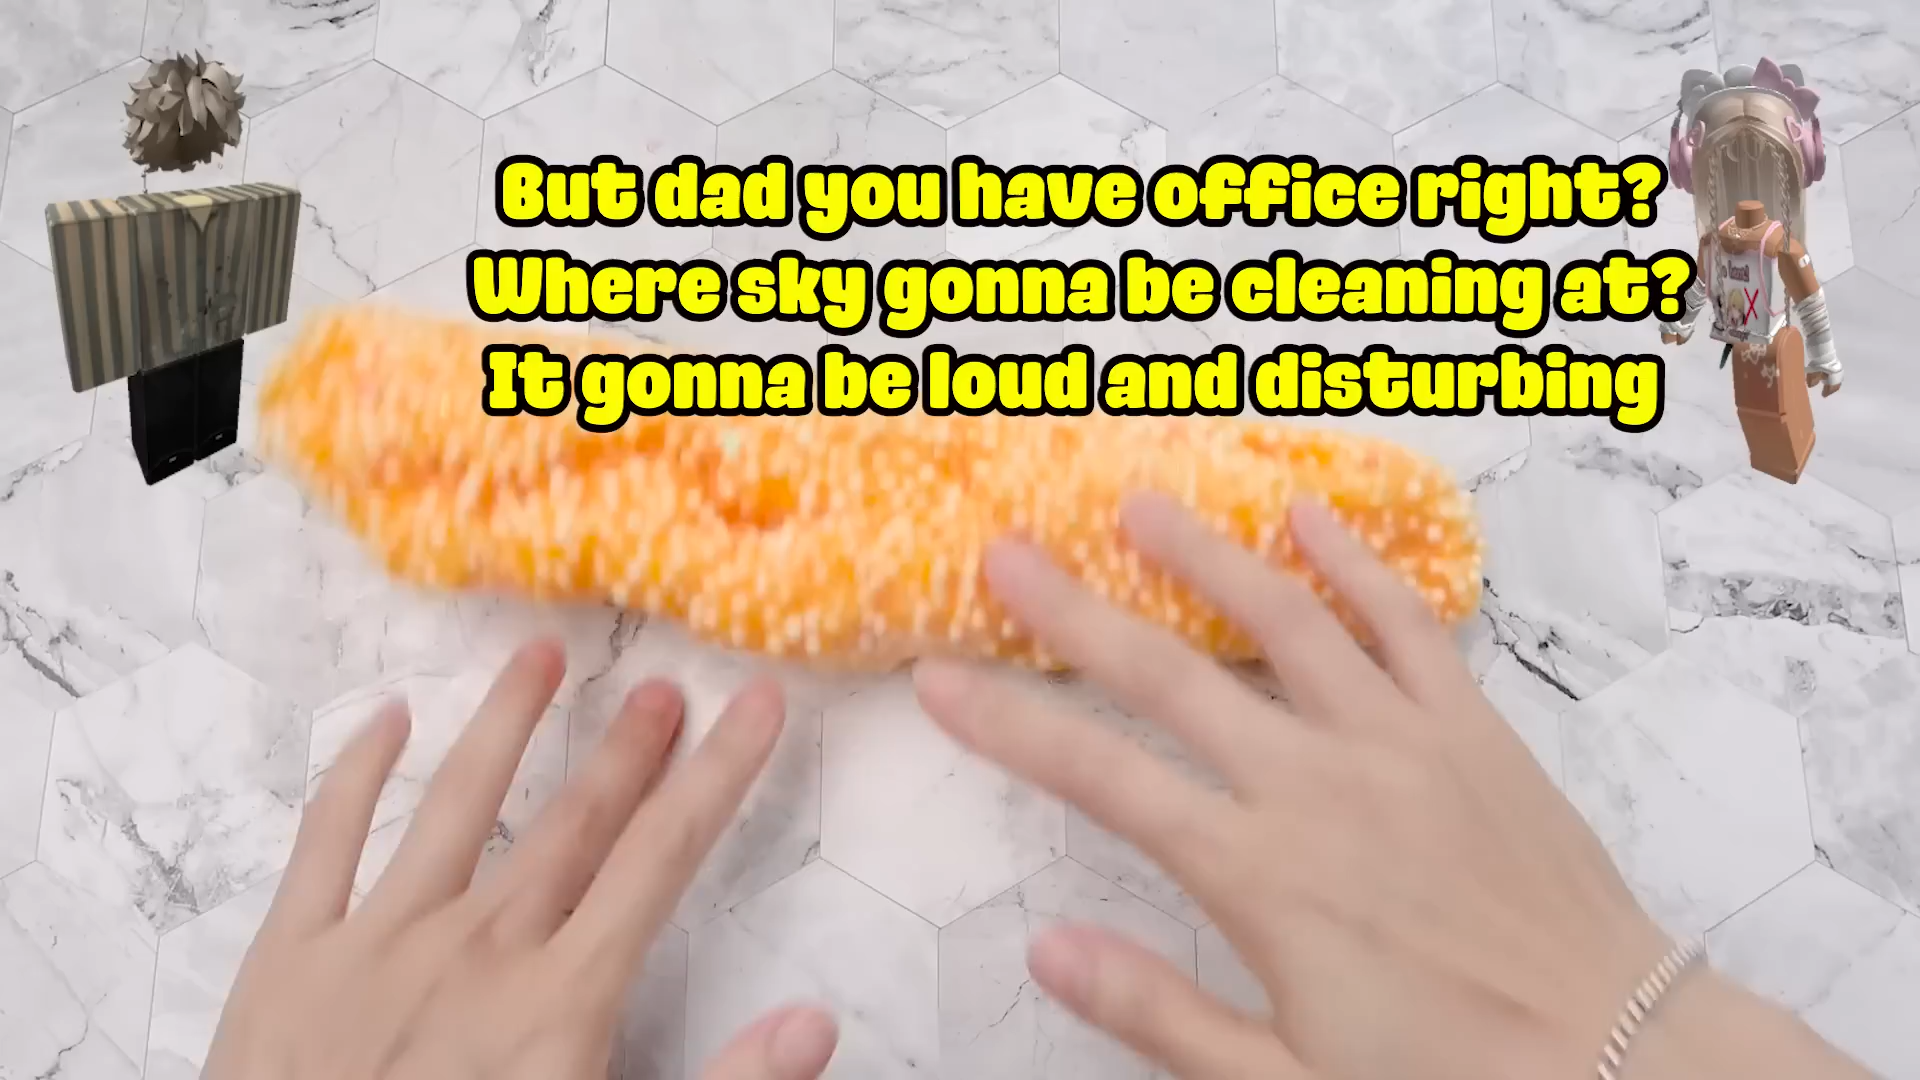 But dad you have office right?
Where sky gonna be cleaning at?
It gonna be loud and disturbing